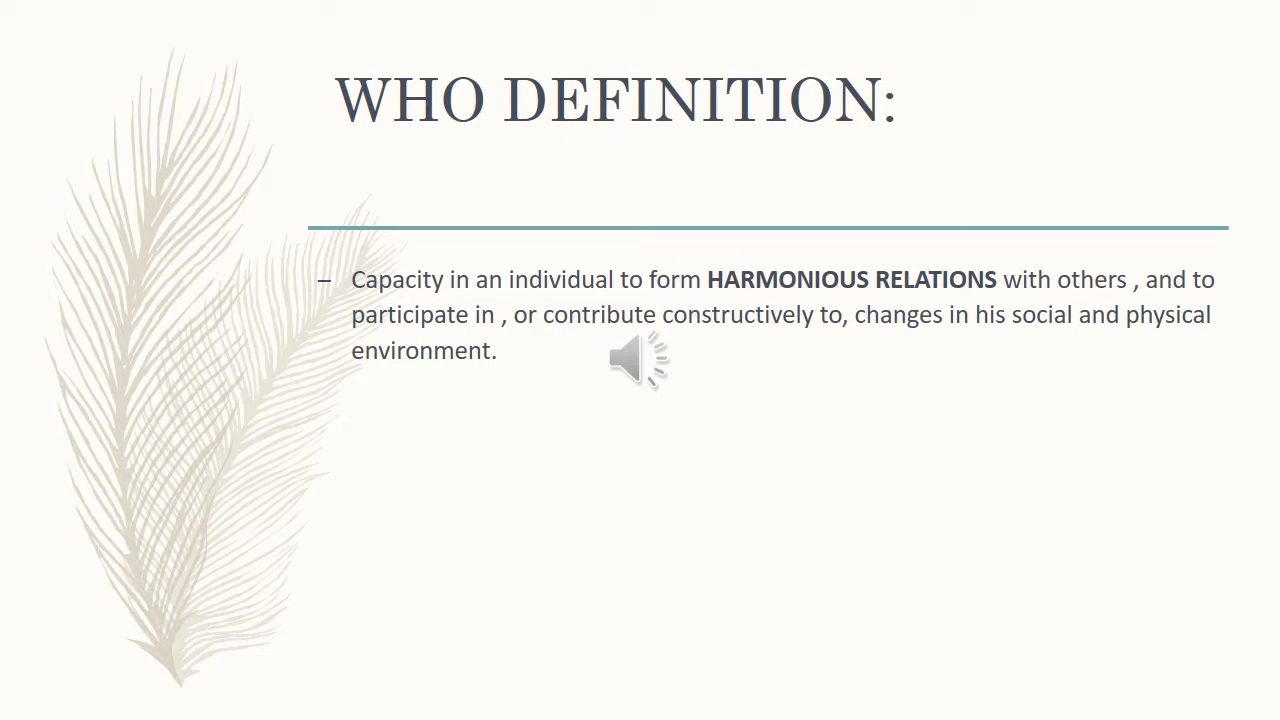 WHO DEFINITION:
– Capacity in an individual to form HARMONIOUS RELATIONS with others , and to
participate in , or contribute constructively to, changes in his social and physical
environment.